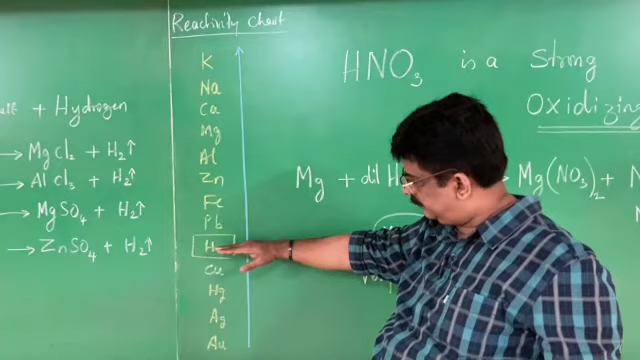 + Hydrogen
→ MgCl₂ + H₂↑
→ AlCl₃ + H₂↑
→ MgSO₄ + H₂↑
→ ZnSO₄ + H₂↑
Reactivity chart
K
Na
Ca
Mg
Al
Zn
Fe
Pb
H
Cu
Hg
Ag
Au
HNO₃ is a Strong
Oxidizing
Mg + dil → Mg(NO₃)₂ +